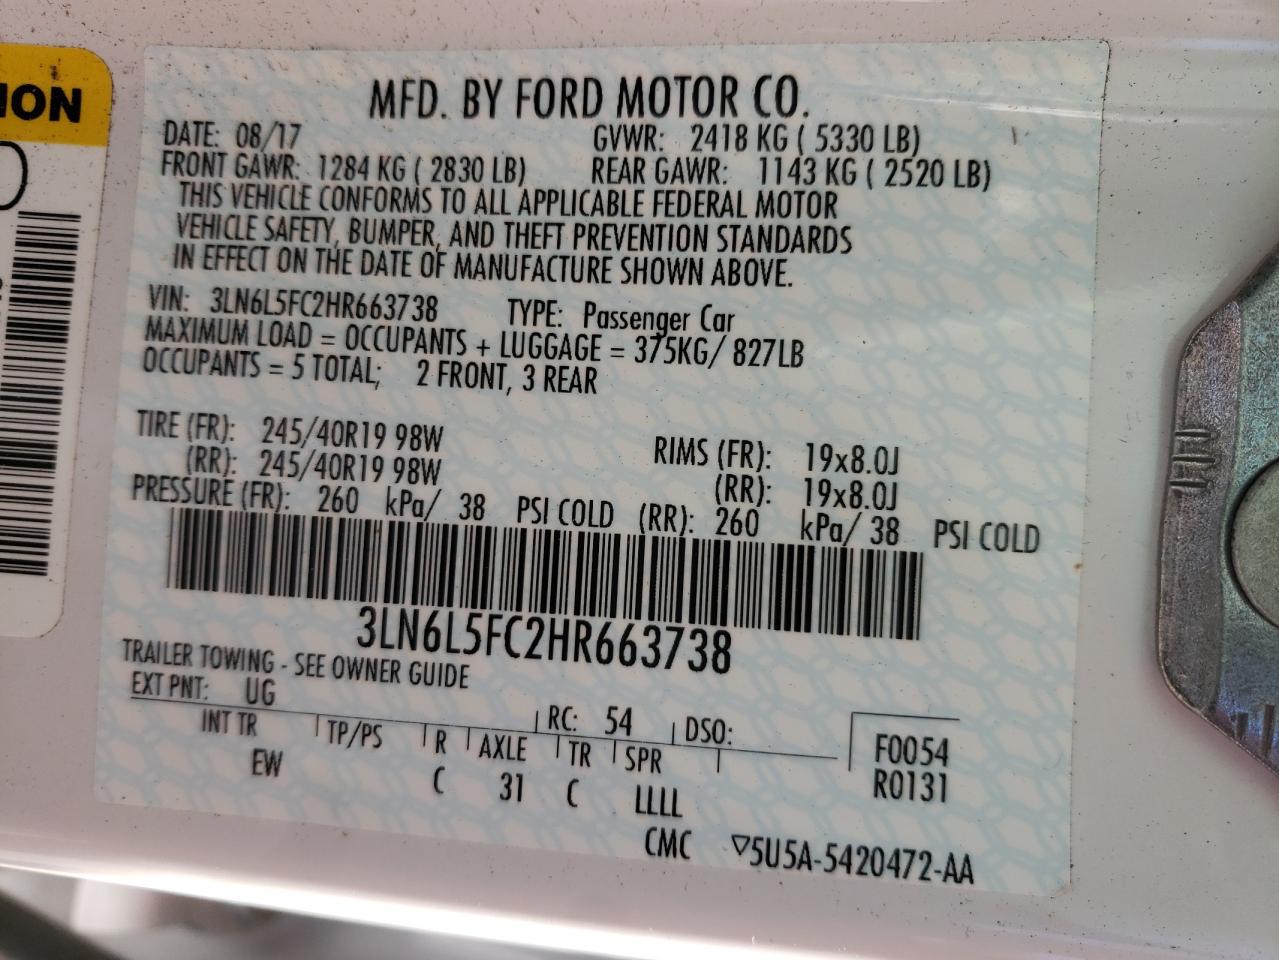 ION
MFD. BY FORD MOTOR CO.
DATE: 08/17 GVWR: 2418 KG ( 5330 LB)
FRONT GAWR: 1284 KG ( 2830 LB) REAR GAWR: 1143 KG ( 2520 LB)
THIS VEHICLE CONFORMS TO ALL APPLICABLE FEDERAL MOTOR
VEHICLE SAFETY, BUMPER, AND THEFT PREVENTION STANDARDS
IN EFFECT ON THE DATE OF MANUFACTURE SHOWN ABOVE.
VIN: 3LN6L5FC2HR663738 TYPE: Passenger Car
MAXIMUM LOAD = OCCUPANTS + LUGGAGE = 375KG/ 827LB
OCCUPANTS = 5 TOTAL; 2 FRONT, 3 REAR
TIRE (FR): 245/40R19 98W RIMS (FR): 19x8.0J
(RR): 245/40R19 98W (RR): 19x8.0J
PRESSURE (FR): 260 kPa/ 38 PSI COLD (RR): 260 kPa/ 38 PSI COLD
3LN6L5FC2HR663738
TRAILER TOWING - SEE OWNER GUIDE
EXT PNT: UG RC: 54 DSO:
INT TR TP/PS R AXLE TR SPR F0054
EW C 31 C LLLL R0131
CMC ▽5U5A-5420472-AA